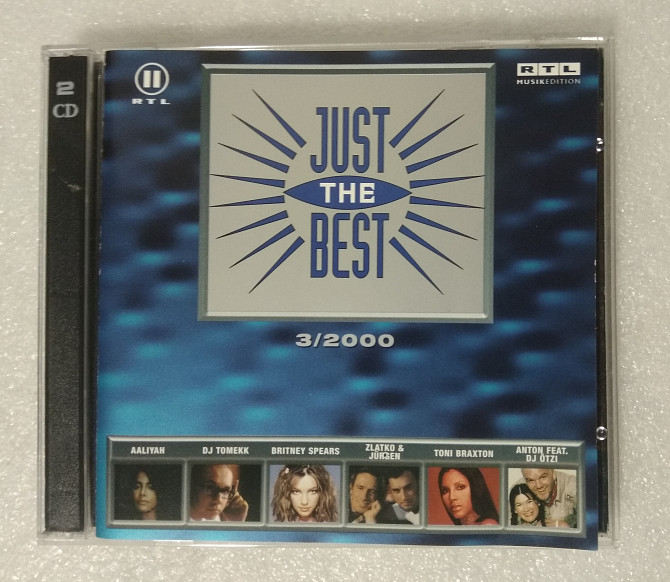 2
CD
II
RTL
RTL
MUSIKEDITION
JUST
THE
BEST
3/2000
AALIYAH
DJ TOMEKK
BRITNEY SPEARS
ZLATKO &
JÜRGEN
TONI BRAXTON
ANTON FEAT.
DJ ÖTZI